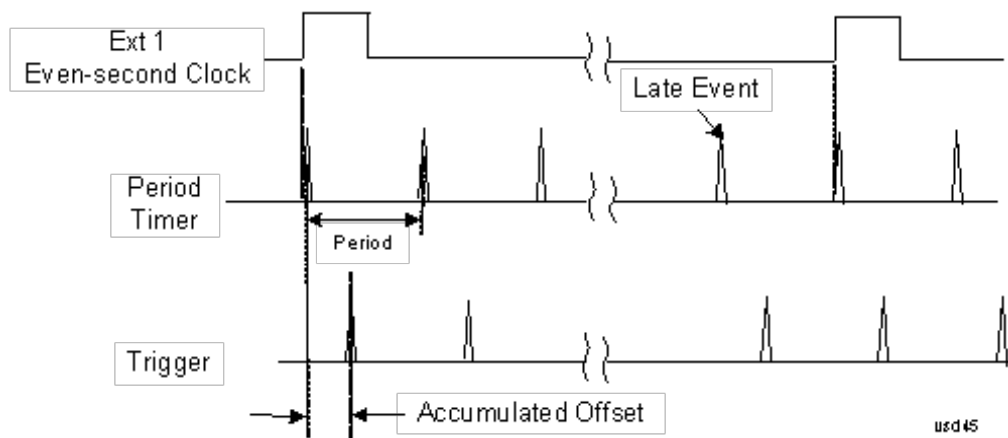 Ext 1
Even-second Clock
Late Event
Period
Timer
Period
Trigger
Accumulated Offset
usd45